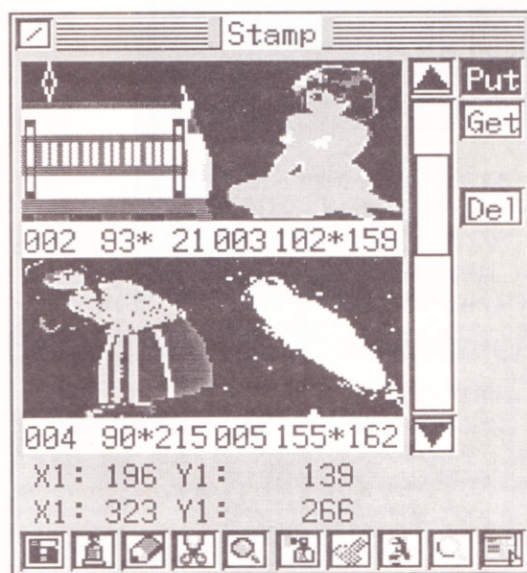 Stamp
Put
Get
Del
002 93* 21 003 102*159
004 90*215 005 155*162
X1: 196 Y1: 139
X1: 323 Y1: 266